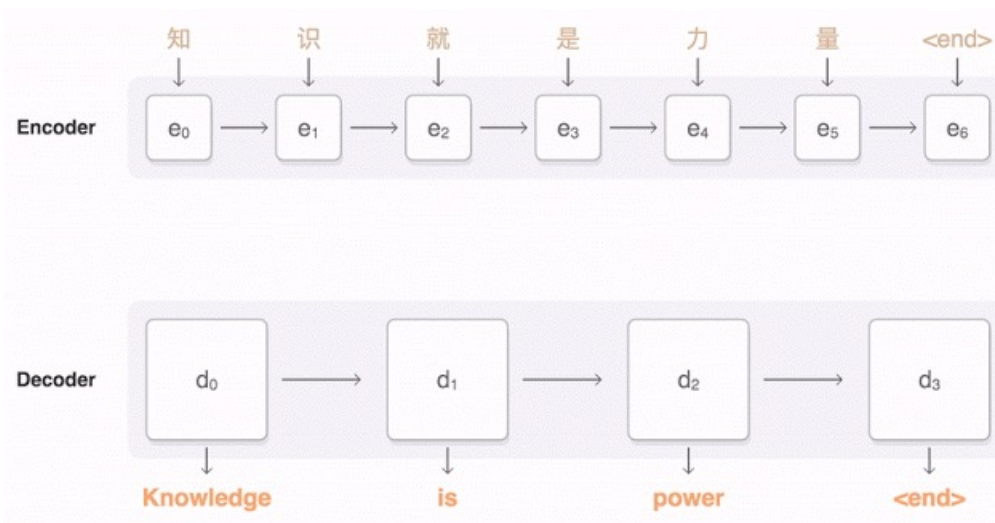 知 识 就 是 力 量 <end>
Encoder e₀ e₁ e₂ e₃ e₄ e₅ e₆
Decoder d₀ d₁ d₂ d₃
Knowledge is power <end>